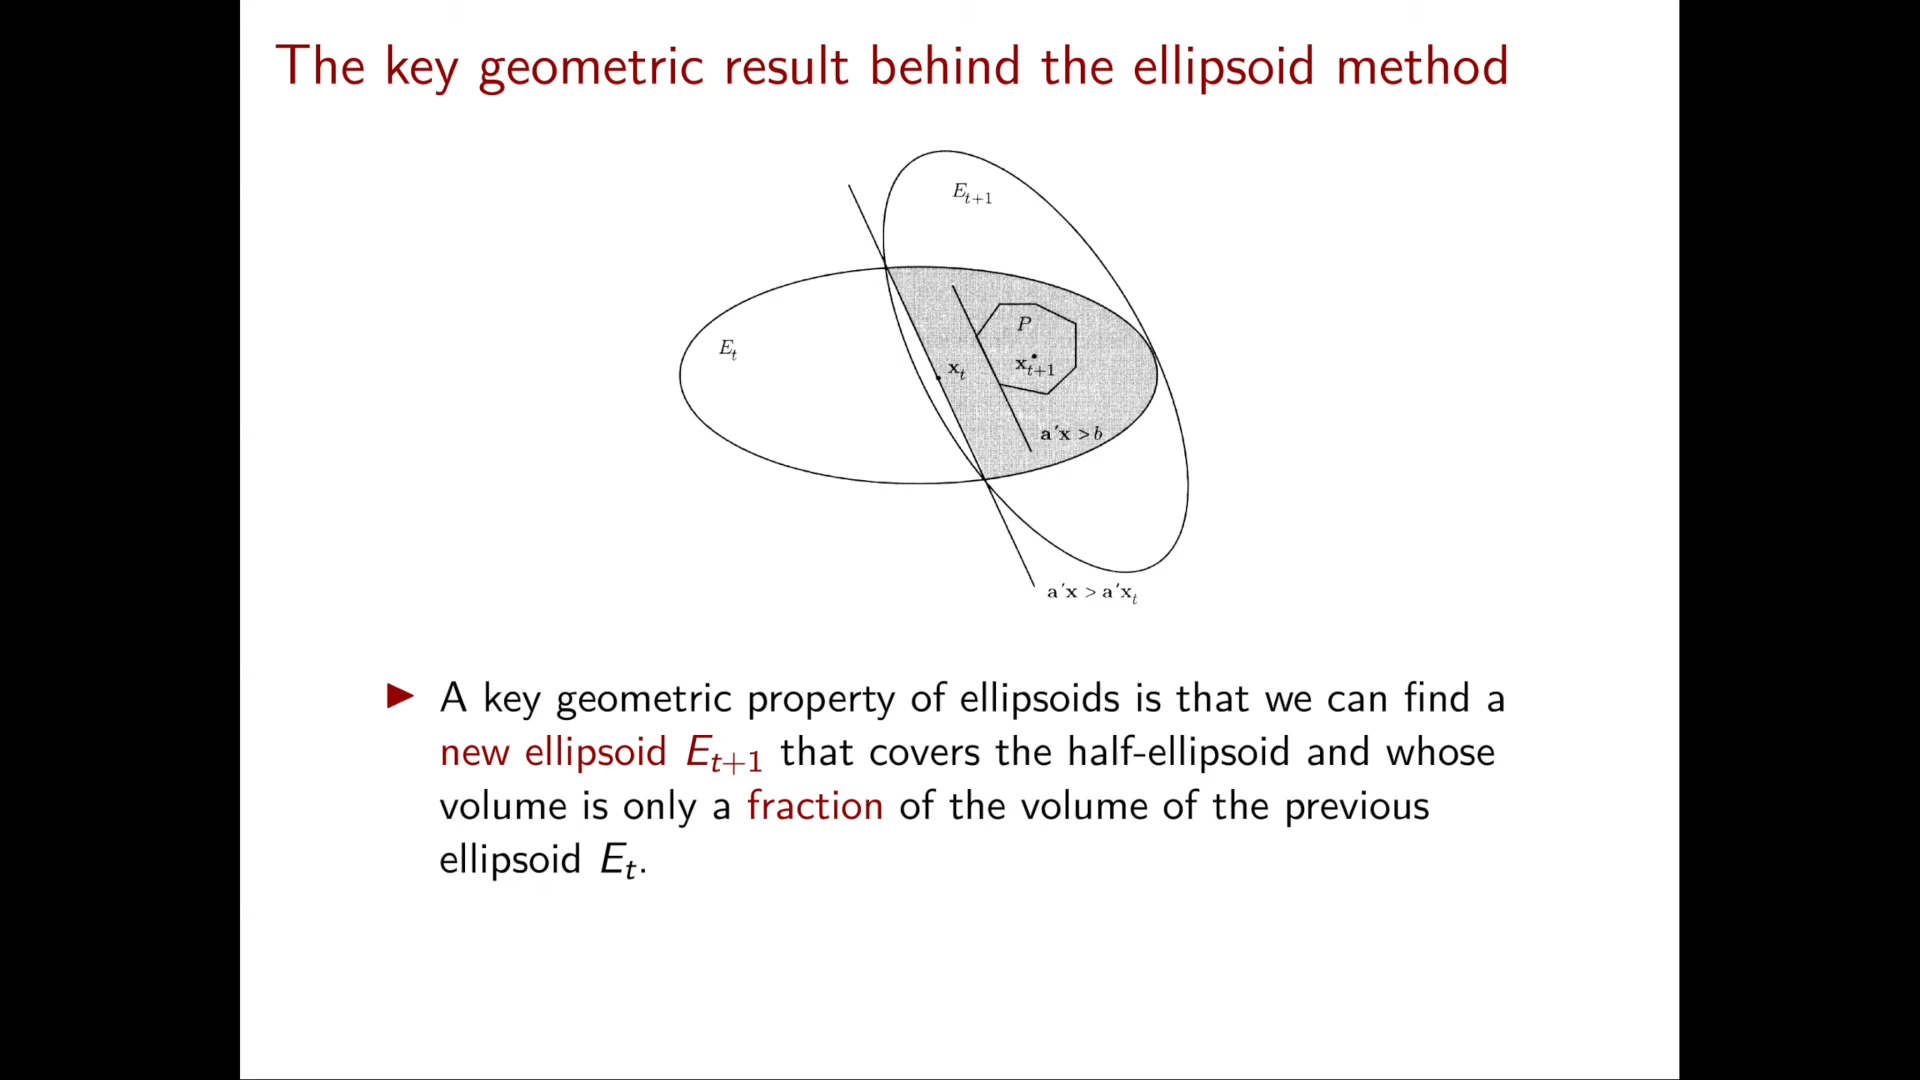 The key geometric result behind the ellipsoid method
E_{t+1}
E_t
P
x_t
x_{t+1}
a′x > b
a′x > a′x_t
▶ A key geometric property of ellipsoids is that we can find a
new ellipsoid E_{t+1} that covers the half-ellipsoid and whose
volume is only a fraction of the volume of the previous
ellipsoid E_t.